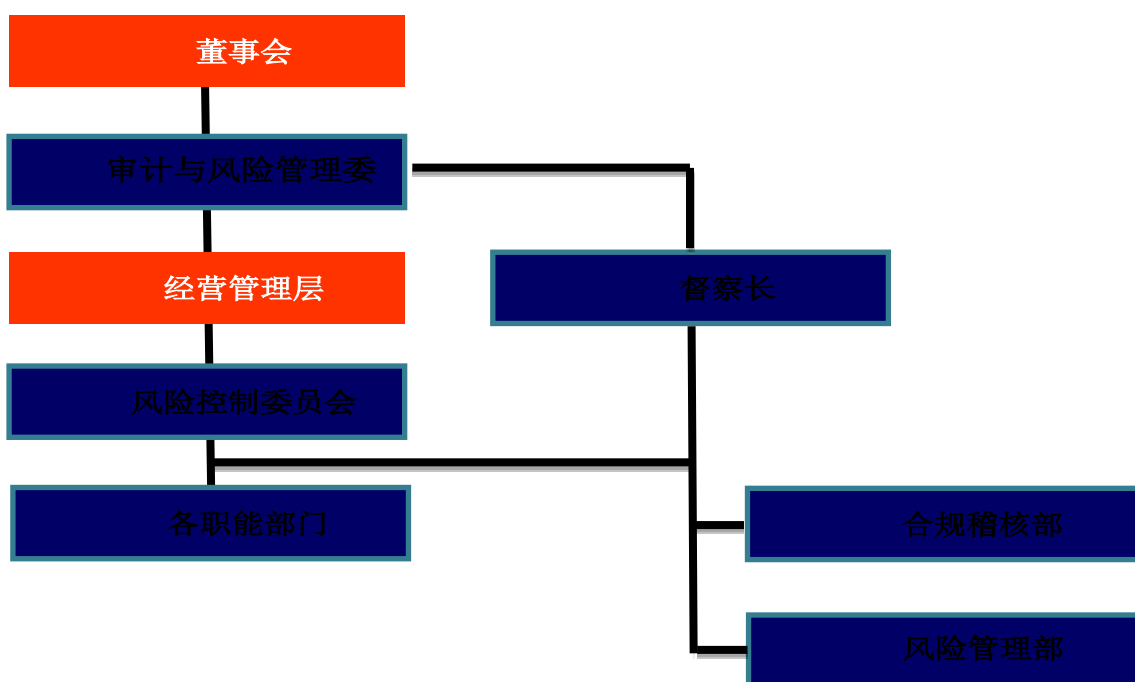 董事会
审计与风险管理委
经营管理层
督察长
风险控制委员会
各职能部门
合规稽核部
风险管理部